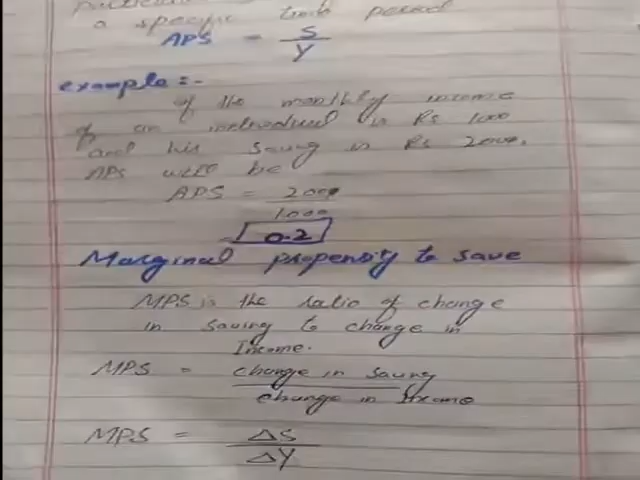 a specific time period
APS = S
Y
example:-
if the monthly income
of an individual is Rs 1000
and his saving is Rs 2000,
APS will be
APS = 2000
1000
0.2
Marginal propensity to save
MPS is the ratio of change
in saving to change in
Income.
MPS = change in saving
change in Income
MPS = ΔS
ΔY